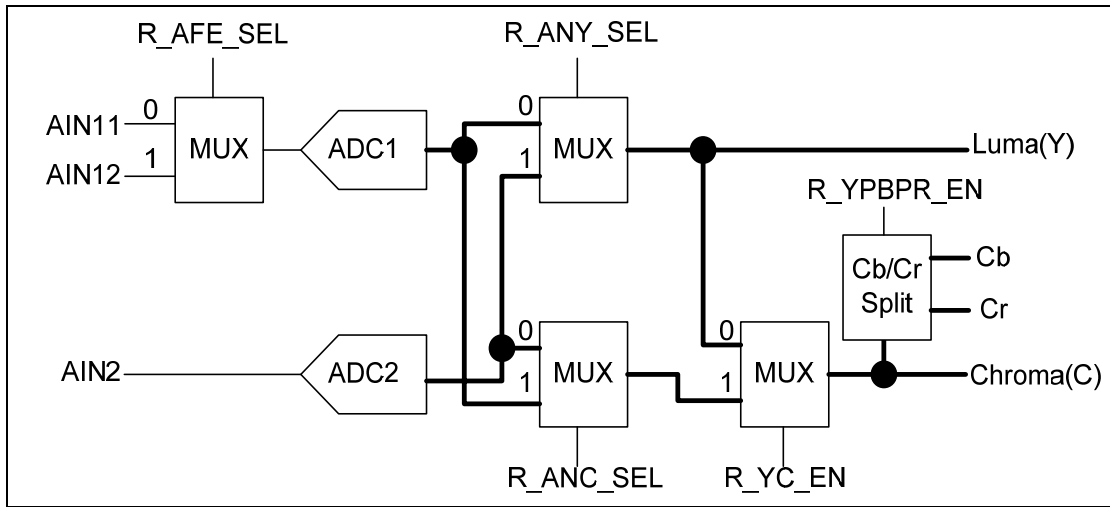 R_AFE_SEL
R_ANY_SEL
AIN11
0
AIN12
1
MUX
ADC1
0
1
MUX
Luma(Y)
R_YPBPR_EN
Cb/Cr
Split
Cb
Cr
AIN2
ADC2
0
1
MUX
0
1
MUX
Chroma(C)
R_ANC_SEL
R_YC_EN